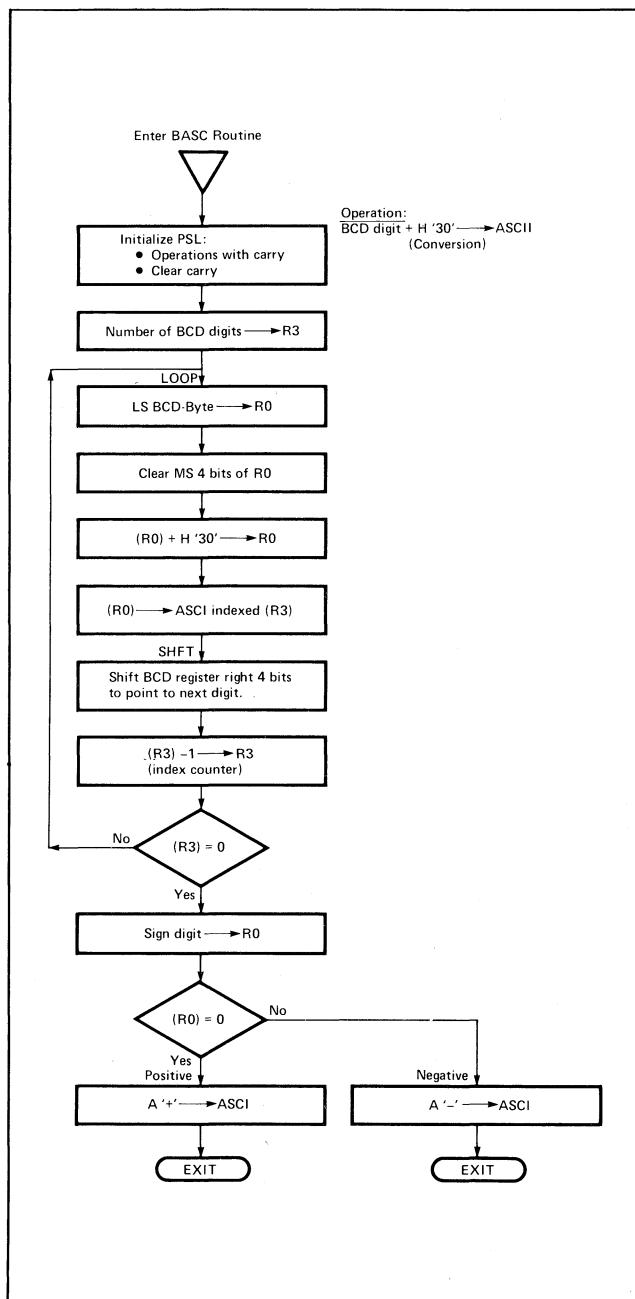 Enter BASC Routine
Operation:
BCD digit + H '30' ⟶ ASCII
(Conversion)
Initialize PSL:
● Operations with carry
● Clear carry
Number of BCD digits ⟶ R3
LOOP
LS BCD-Byte ⟶ R0
Clear MS 4 bits of R0
(R0) + H '30' ⟶ R0
(R0) ⟶ ASCI indexed (R3)
SHFT
Shift BCD register right 4 bits
to point to next digit.
(R3) -1 ⟶ R3
(index counter)
No
(R3) = 0
Yes
Sign digit ⟶ R0
(R0) = 0
No
Yes
Positive
Negative
A '+' ⟶ ASCI
A '-' ⟶ ASCI
EXIT
EXIT